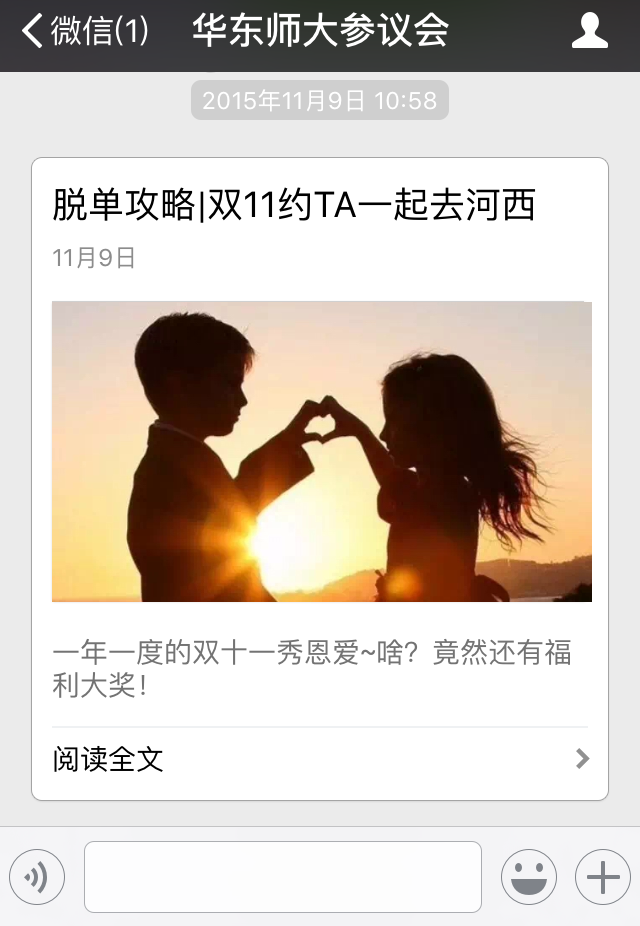 微信(1) 华东师大参议会
2015年11月9日 10:58
脱单攻略|双11约TA一起去河西
11月9日
一年一度的双十一秀恩爱~啥？竟然还有福
利大奖！
阅读全文